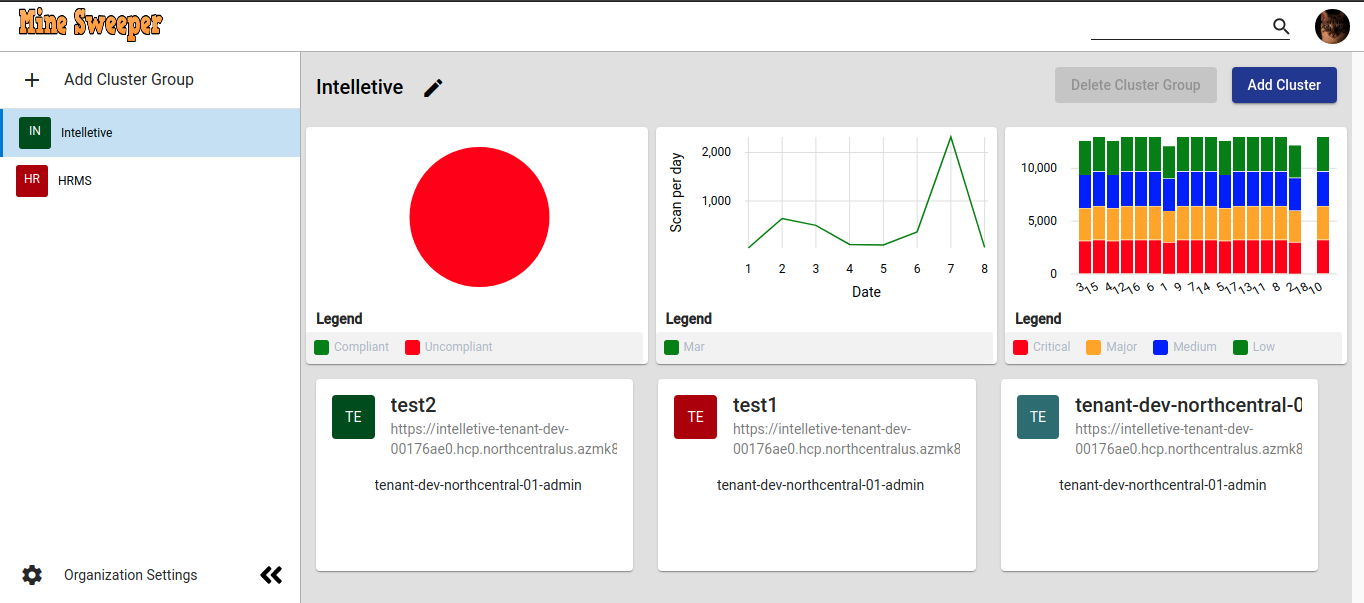 Mine Sweeper
Add Cluster Group
IN Intelletive
HR HRMS
Organization Settings
Intelletive
Delete Cluster Group
Add Cluster
Legend
Compliant Uncompliant
Scan per day
2,000
1,000
1 2 3 4 5 6 7 8
Date
Legend
Mar
10,000
5,000
0
3 15 4 12 16 6 1 9 7 14 5 17 13 11 8 2 18 10
Legend
Critical Major Medium Low
TE test2
https://intelletive-tenant-dev-
00176ae0.hcp.northcentralus.azmk8
tenant-dev-northcentral-01-admin
TE test1
https://intelletive-tenant-dev-
00176ae0.hcp.northcentralus.azmk8
tenant-dev-northcentral-01-admin
TE tenant-dev-northcentral-0
https://intelletive-tenant-dev-
00176ae0.hcp.northcentralus.azmk8
tenant-dev-northcentral-01-admin